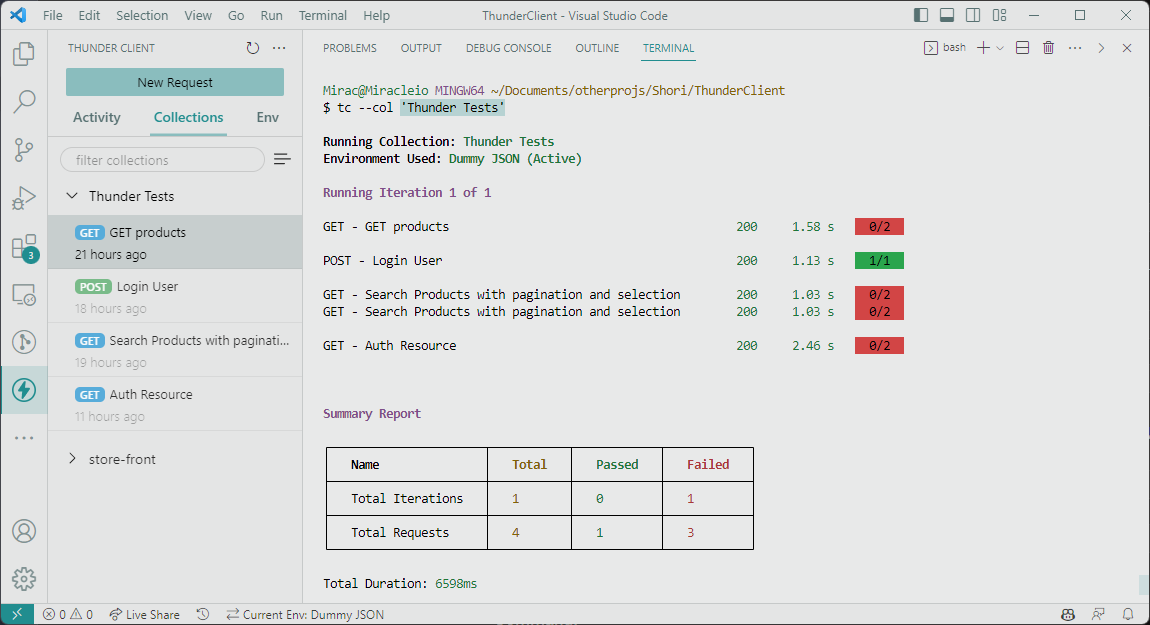 File Edit Selection View Go Run Terminal Help
ThunderClient - Visual Studio Code
THUNDER CLIENT
New Request
Activity Collections Env
filter collections
Thunder Tests
GET GET products
21 hours ago
POST Login User
18 hours ago
GET Search Products with paginati...
19 hours ago
GET Auth Resource
11 hours ago
store-front
3
PROBLEMS OUTPUT DEBUG CONSOLE OUTLINE TERMINAL
bash
Mirac@Miracleio MINGW64 ~/Documents/otherprojs/Shori/ThunderClient
$ tc --col 'Thunder Tests'
Running Collection: Thunder Tests
Environment Used: Dummy JSON (Active)
Running Iteration 1 of 1
GET - GET products 200 1.58 s 0/2
POST - Login User 200 1.13 s 1/1
GET - Search Products with pagination and selection 200 1.03 s 0/2
GET - Search Products with pagination and selection 200 1.03 s 0/2
GET - Auth Resource 200 2.46 s 0/2
Summary Report
Name Total Passed Failed
Total Iterations 1 0 1
Total Requests 4 1 3
Total Duration: 6598ms
0 0 Live Share Current Env: Dummy JSON